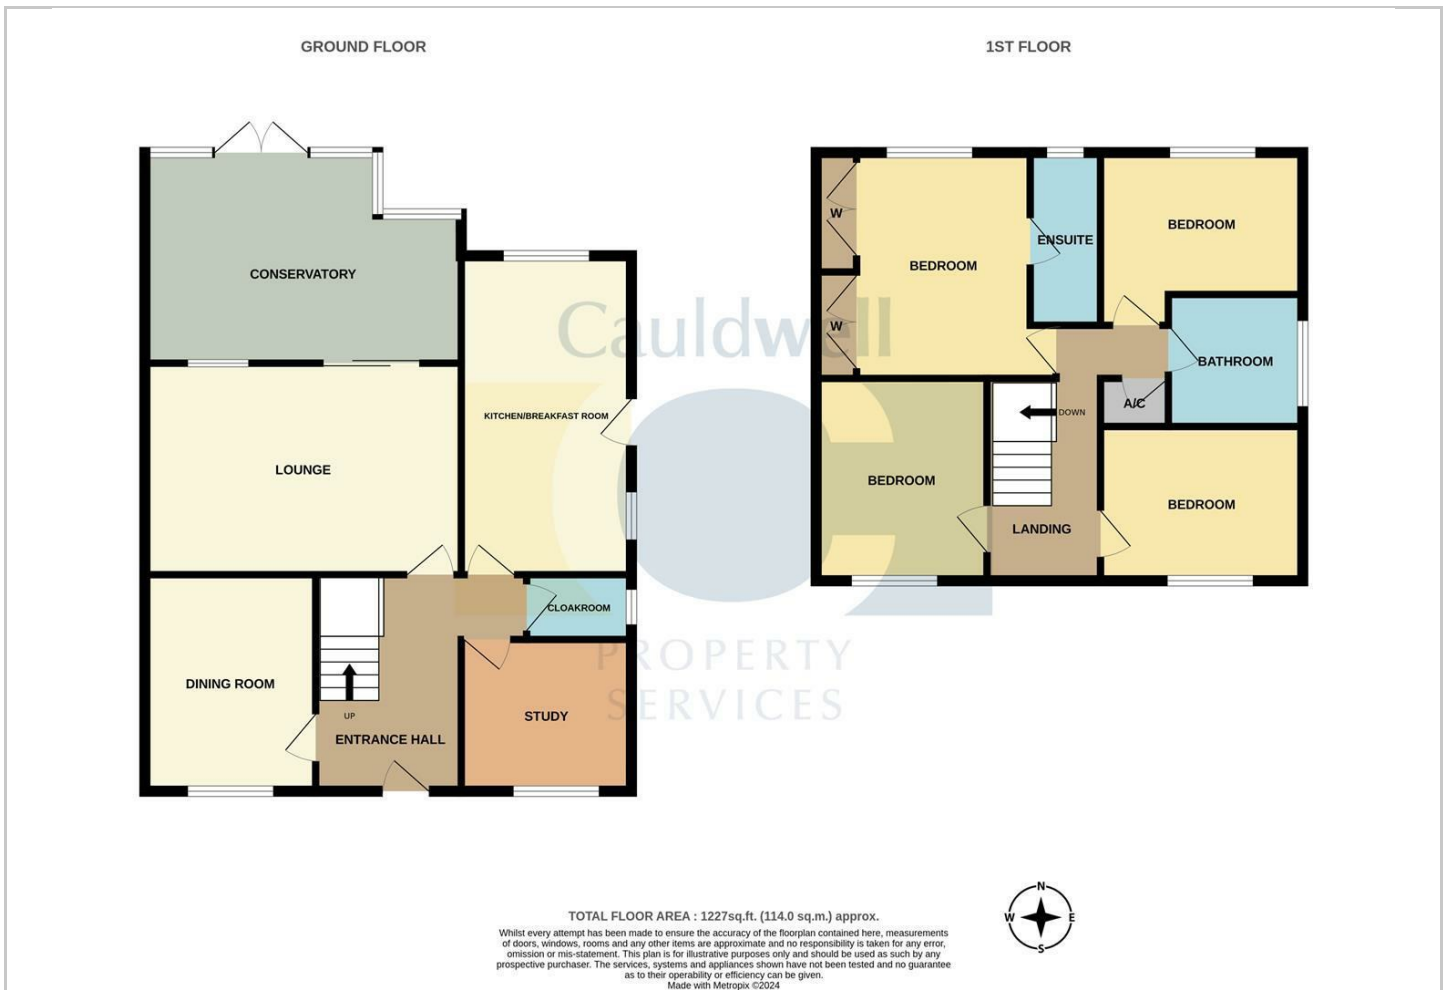 GROUND FLOOR
1ST FLOOR
CONSERVATORY
KITCHEN/BREAKFAST ROOM
LOUNGE
CLOAKROOM
DINING ROOM
STUDY
UP
ENTRANCE HALL
W
BEDROOM
ENSUITE
BEDROOM
W
BATHROOM
A/C
DOWN
BEDROOM
BEDROOM
LANDING
Cauldwell
PROPERTY
SERVICES
N
W
E
S
TOTAL FLOOR AREA : 1227sq.ft. (114.0 sq.m.) approx.
Whilst every attempt has been made to ensure the accuracy of the floorplan contained here, measurements
of doors, windows, rooms and any other items are approximate and no responsibility is taken for any error,
omission or mis-statement. This plan is for illustrative purposes only and should be used as such by any
prospective purchaser. The services, systems and appliances shown have not been tested and no guarantee
as to their operability or efficiency can be given.
Made with Metropix ©2024